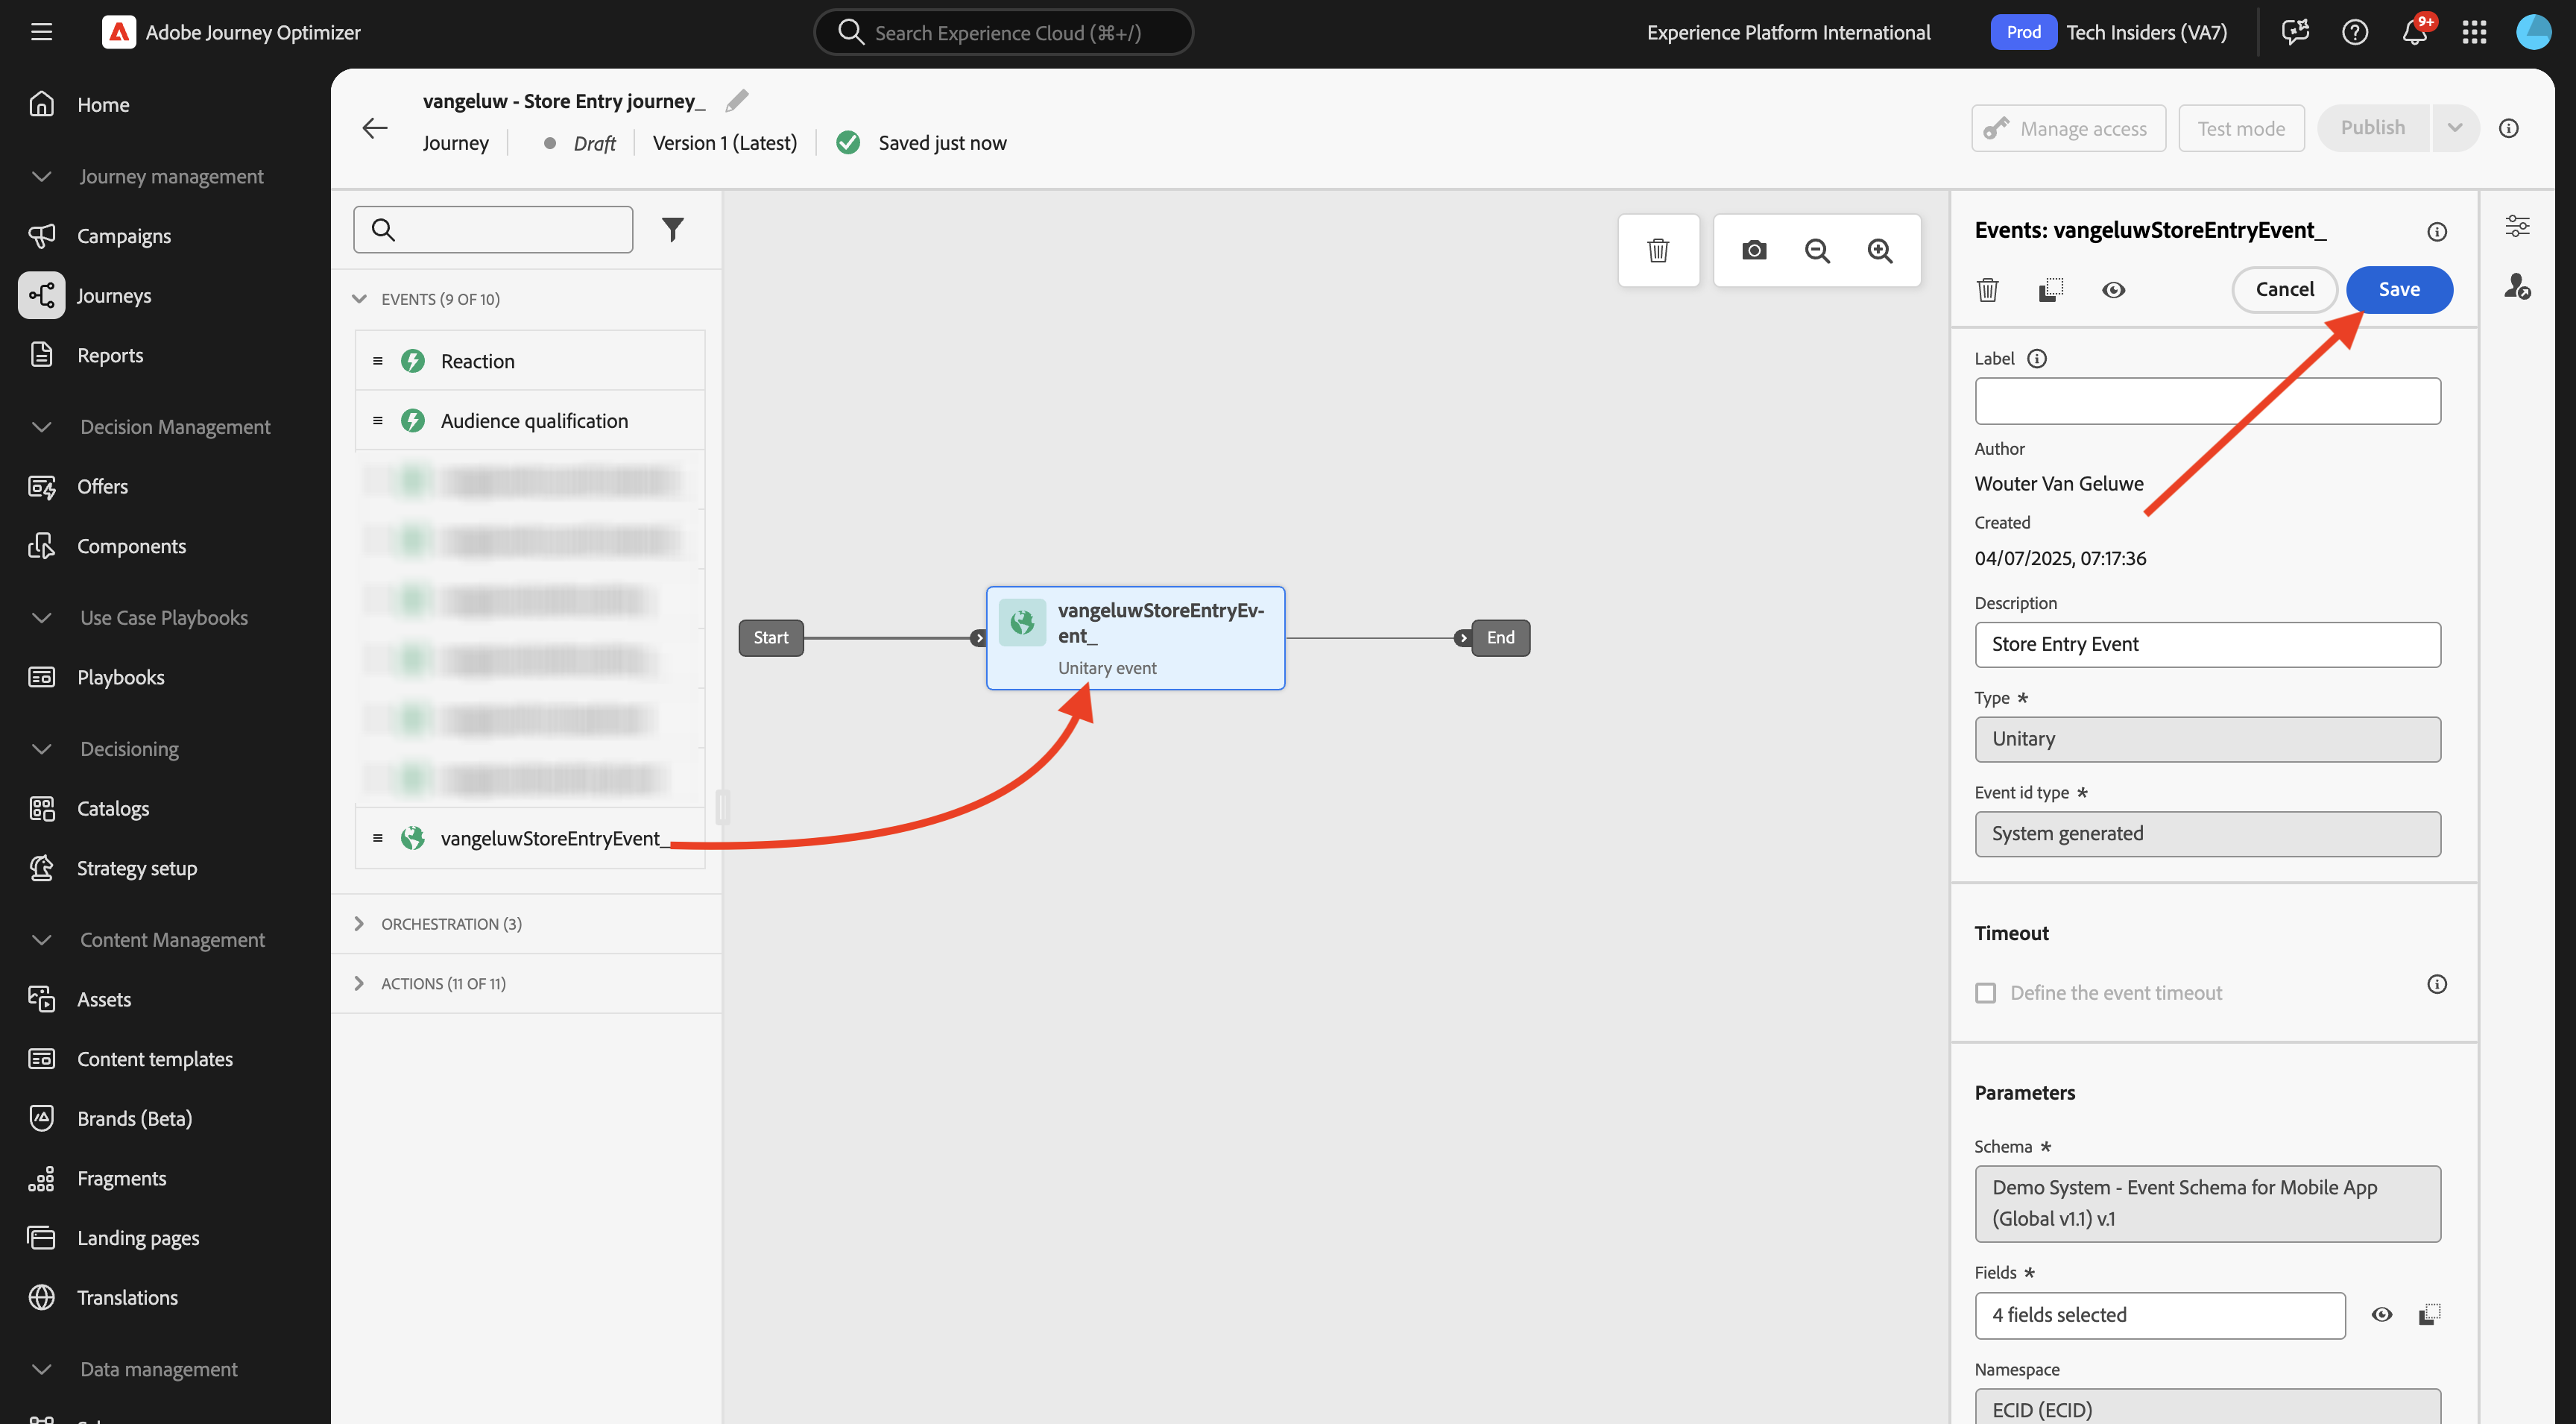 Adobe Journey Optimizer
Search Experience Cloud (⌘+/)
Experience Platform International
Prod
Tech Insiders (VA7)
9+
Home
Journey management
Campaigns
Journeys
Reports
Decision Management
Offers
Components
Use Case Playbooks
Playbooks
Decisioning
Catalogs
Strategy setup
Content Management
Assets
Content templates
Brands (Beta)
Fragments
Landing pages
Translations
Data management
vangeluw - Store Entry journey_
Journey
Draft
Version 1 (Latest)
Saved just now
Manage access
Test mode
Publish
EVENTS (9 OF 10)
Reaction
Audience qualification
vangeluwStoreEntryEvent_
ORCHESTRATION (3)
ACTIONS (11 OF 11)
Start
vangeluwStoreEntryEv-
ent_
Unitary event
End
Events: vangeluwStoreEntryEvent_
Cancel
Save
Label
Author
Wouter Van Geluwe
Created
04/07/2025, 07:17:36
Description
Store Entry Event
Type *
Unitary
Event id type *
System generated
Timeout
Define the event timeout
Parameters
Schema *
Demo System - Event Schema for Mobile App
(Global v1.1) v.1
Fields *
4 fields selected
Namespace
ECID (ECID)